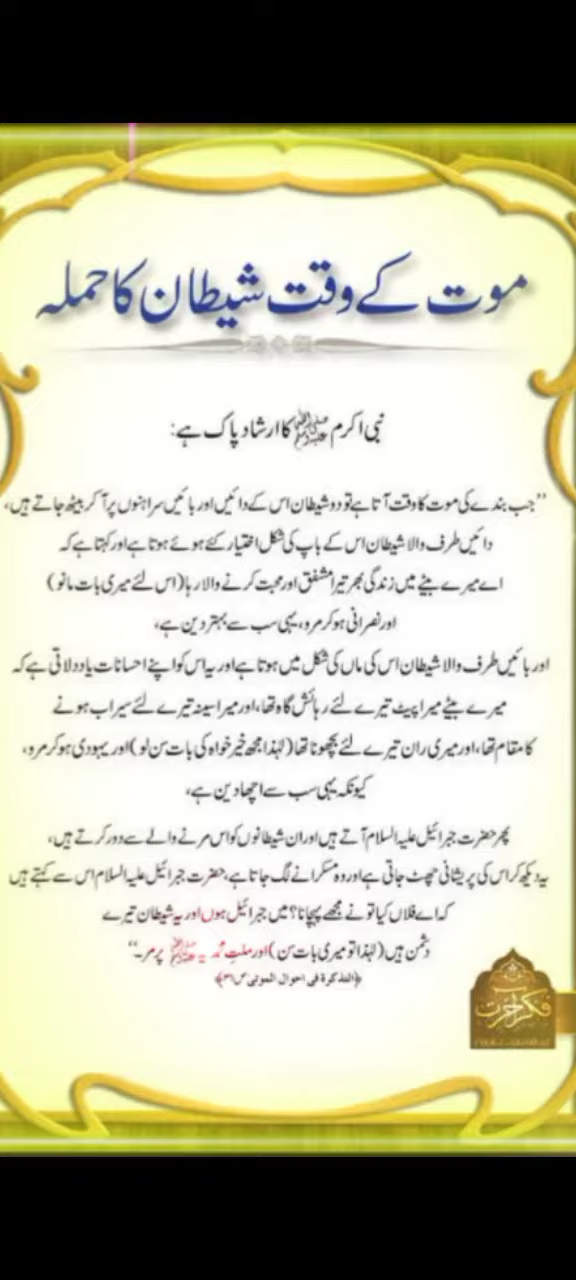 موت کے وقت شیطان کا حملہ
نبی اکرم ﷺ کا ارشاد پاک ہے:
”جب بندے کی موت کا وقت آتا ہے تو دو شیطان اس کے دائیں اور بائیں سراہنوں پر آ کر بیٹھ جاتے ہیں،
دائیں طرف والا شیطان اس کے باپ کی شکل اختیار کئے ہوئے ہوتا ہے اور کہتا ہے کہ
اے میرے بیٹے میں زندگی بھر تیرا مشفق اور محبت کرنے والا رہا (اس لئے میری بات مانو)
اور نصرانی ہو کر مرو، یہی سب سے بہتر دین ہے،
اور بائیں طرف والا شیطان اس کی ماں کی شکل میں ہوتا ہے اور یہ اس کو اپنے احسانات یاد دلاتی ہے کہ
میرے بیٹے میرا پیٹ تیرے لئے رہائش گاہ تھا، اور میرا سینہ تیرے لئے سیراب ہونے
کا مقام تھا، اور میری ران تیرے لئے بچھونا تھا (لہٰذا مجھ خیر خواہ کی بات سن لو) اور یہودی ہو کر مرو،
کیونکہ یہی سب سے اچھا دین ہے،
پھر حضرت جبرائیل علیہ السلام آتے ہیں اور ان شیطانوں کو اس مرنے والے سے دور کرتے ہیں،
یہ دیکھ کر اس کی پریشانی چھٹ جاتی ہے اور وہ مسکرانے لگ جاتا ہے، حضرت جبرائیل علیہ السلام اس سے کہتے ہیں
کہ اے فلاں کیا تو نے مجھے پہچانا؟ میں جبرائیل ہوں اور یہ شیطان تیرے
دشمن ہیں (لہٰذا تو میری بات سن) اور ملتِ محمدیہ ﷺ پر مر۔“
﴿التذکرة فی احوال الموتیٰ ص ۳۱﴾
فکر آخرت